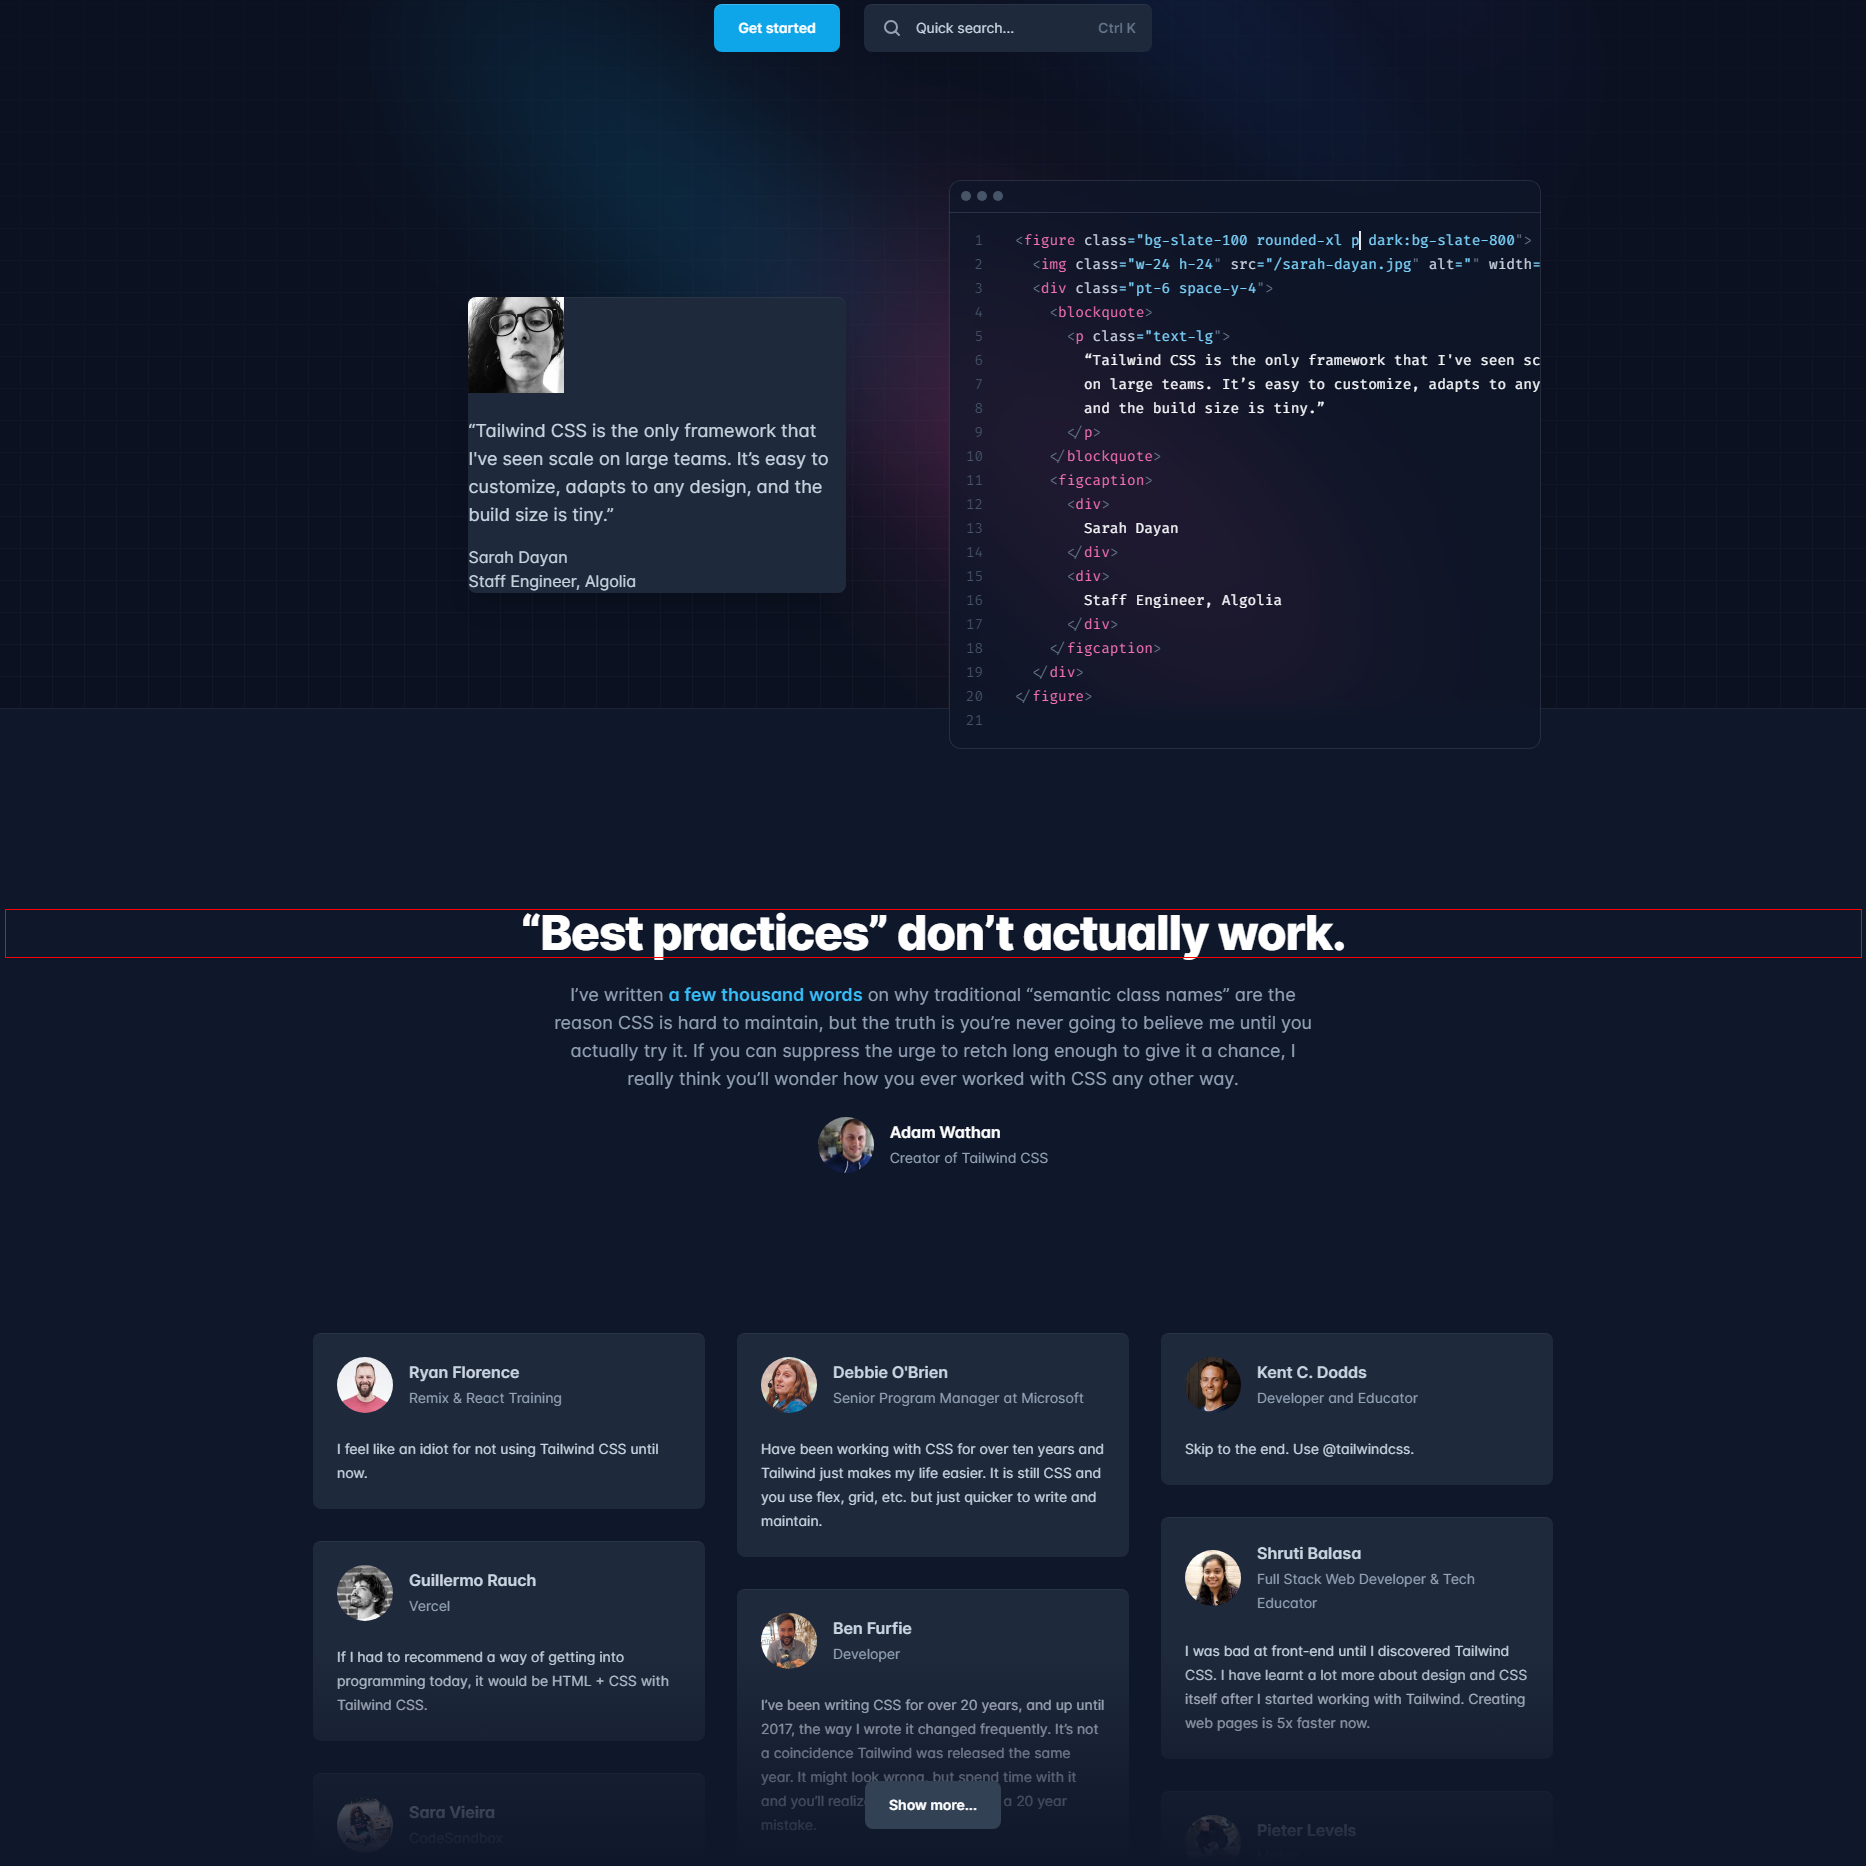 Get started
Quick search...
Ctrl K
1 <figure class="bg-slate-100 rounded-xl p dark:bg-slate-800">
2 <img class="w-24 h-24" src="/sarah-dayan.jpg" alt="" width=
3 <div class="pt-6 space-y-4">
4 <blockquote>
5 <p class="text-lg">
6 “Tailwind CSS is the only framework that I've seen sc
7 on large teams. It’s easy to customize, adapts to any
8 and the build size is tiny.”
9 </p>
10 </blockquote>
11 <figcaption>
12 <div>
13 Sarah Dayan
14 </div>
15 <div>
16 Staff Engineer, Algolia
17 </div>
18 </figcaption>
19 </div>
20 </figure>
21
“Tailwind CSS is the only framework that
I've seen scale on large teams. It’s easy to
customize, adapts to any design, and the
build size is tiny.”
Sarah Dayan
Staff Engineer, Algolia
“Best practices” don’t actually work.
I’ve written a few thousand words on why traditional “semantic class names” are the
reason CSS is hard to maintain, but the truth is you’re never going to believe me until you
actually try it. If you can suppress the urge to retch long enough to give it a chance, I
really think you’ll wonder how you ever worked with CSS any other way.
Adam Wathan
Creator of Tailwind CSS
Ryan Florence
Remix & React Training
I feel like an idiot for not using Tailwind CSS until
now.
Guillermo Rauch
Vercel
If I had to recommend a way of getting into
programming today, it would be HTML + CSS with
Tailwind CSS.
Sara Vieira
CodeSandbox
Debbie O'Brien
Senior Program Manager at Microsoft
Have been working with CSS for over ten years and
Tailwind just makes my life easier. It is still CSS and
you use flex, grid, etc. but just quicker to write and
maintain.
Ben Furfie
Developer
I’ve been writing CSS for over 20 years, and up until
2017, the way I wrote it changed frequently. It’s not
a coincidence Tailwind was released the same
year. It might look wrong, but spend time with it
and you’ll realiz a 20 year
mistake.
Show more...
Kent C. Dodds
Developer and Educator
Skip to the end. Use @tailwindcss.
Shruti Balasa
Full Stack Web Developer & Tech
Educator
I was bad at front-end until I discovered Tailwind
CSS. I have learnt a lot more about design and CSS
itself after I started working with Tailwind. Creating
web pages is 5x faster now.
Pieter Levels